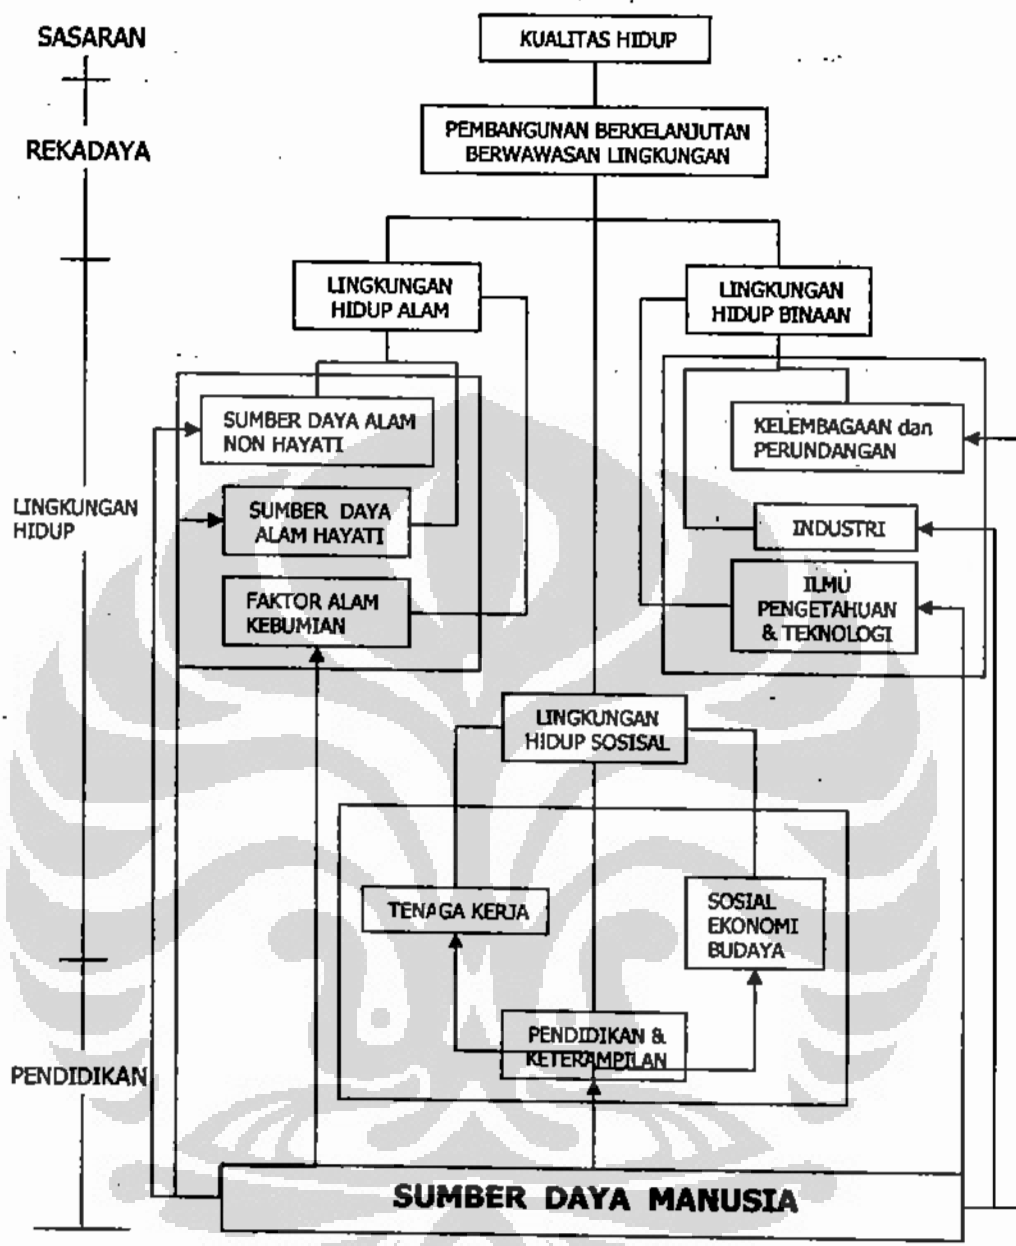 SASARAN
KUALITAS HIDUP
REKADAYA
PEMBANGUNAN BERKELANJUTAN
BERWAWASAN LINGKUNGAN
LINGKUNGAN
HIDUP ALAM
LINGKUNGAN
HIDUP BINAAN
SUMBER DAYA ALAM
NON HAYATI
KELEMBAGAAN dan
PERUNDANGAN
LINGKUNGAN
HIDUP
SUMBER DAYA
ALAM HAYATI
INDUSTRI
FAKTOR ALAM
KEBUMIAN
ILMU
PENGETAHUAN
& TEKNOLOGI
LINGKUNGAN
HIDUP SOSISAL
TENAGA KERJA
SOSIAL
EKONOMI
BUDAYA
PENDIDIKAN &
KETERAMPILAN
PENDIDIKAN
SUMBER DAYA MANUSIA